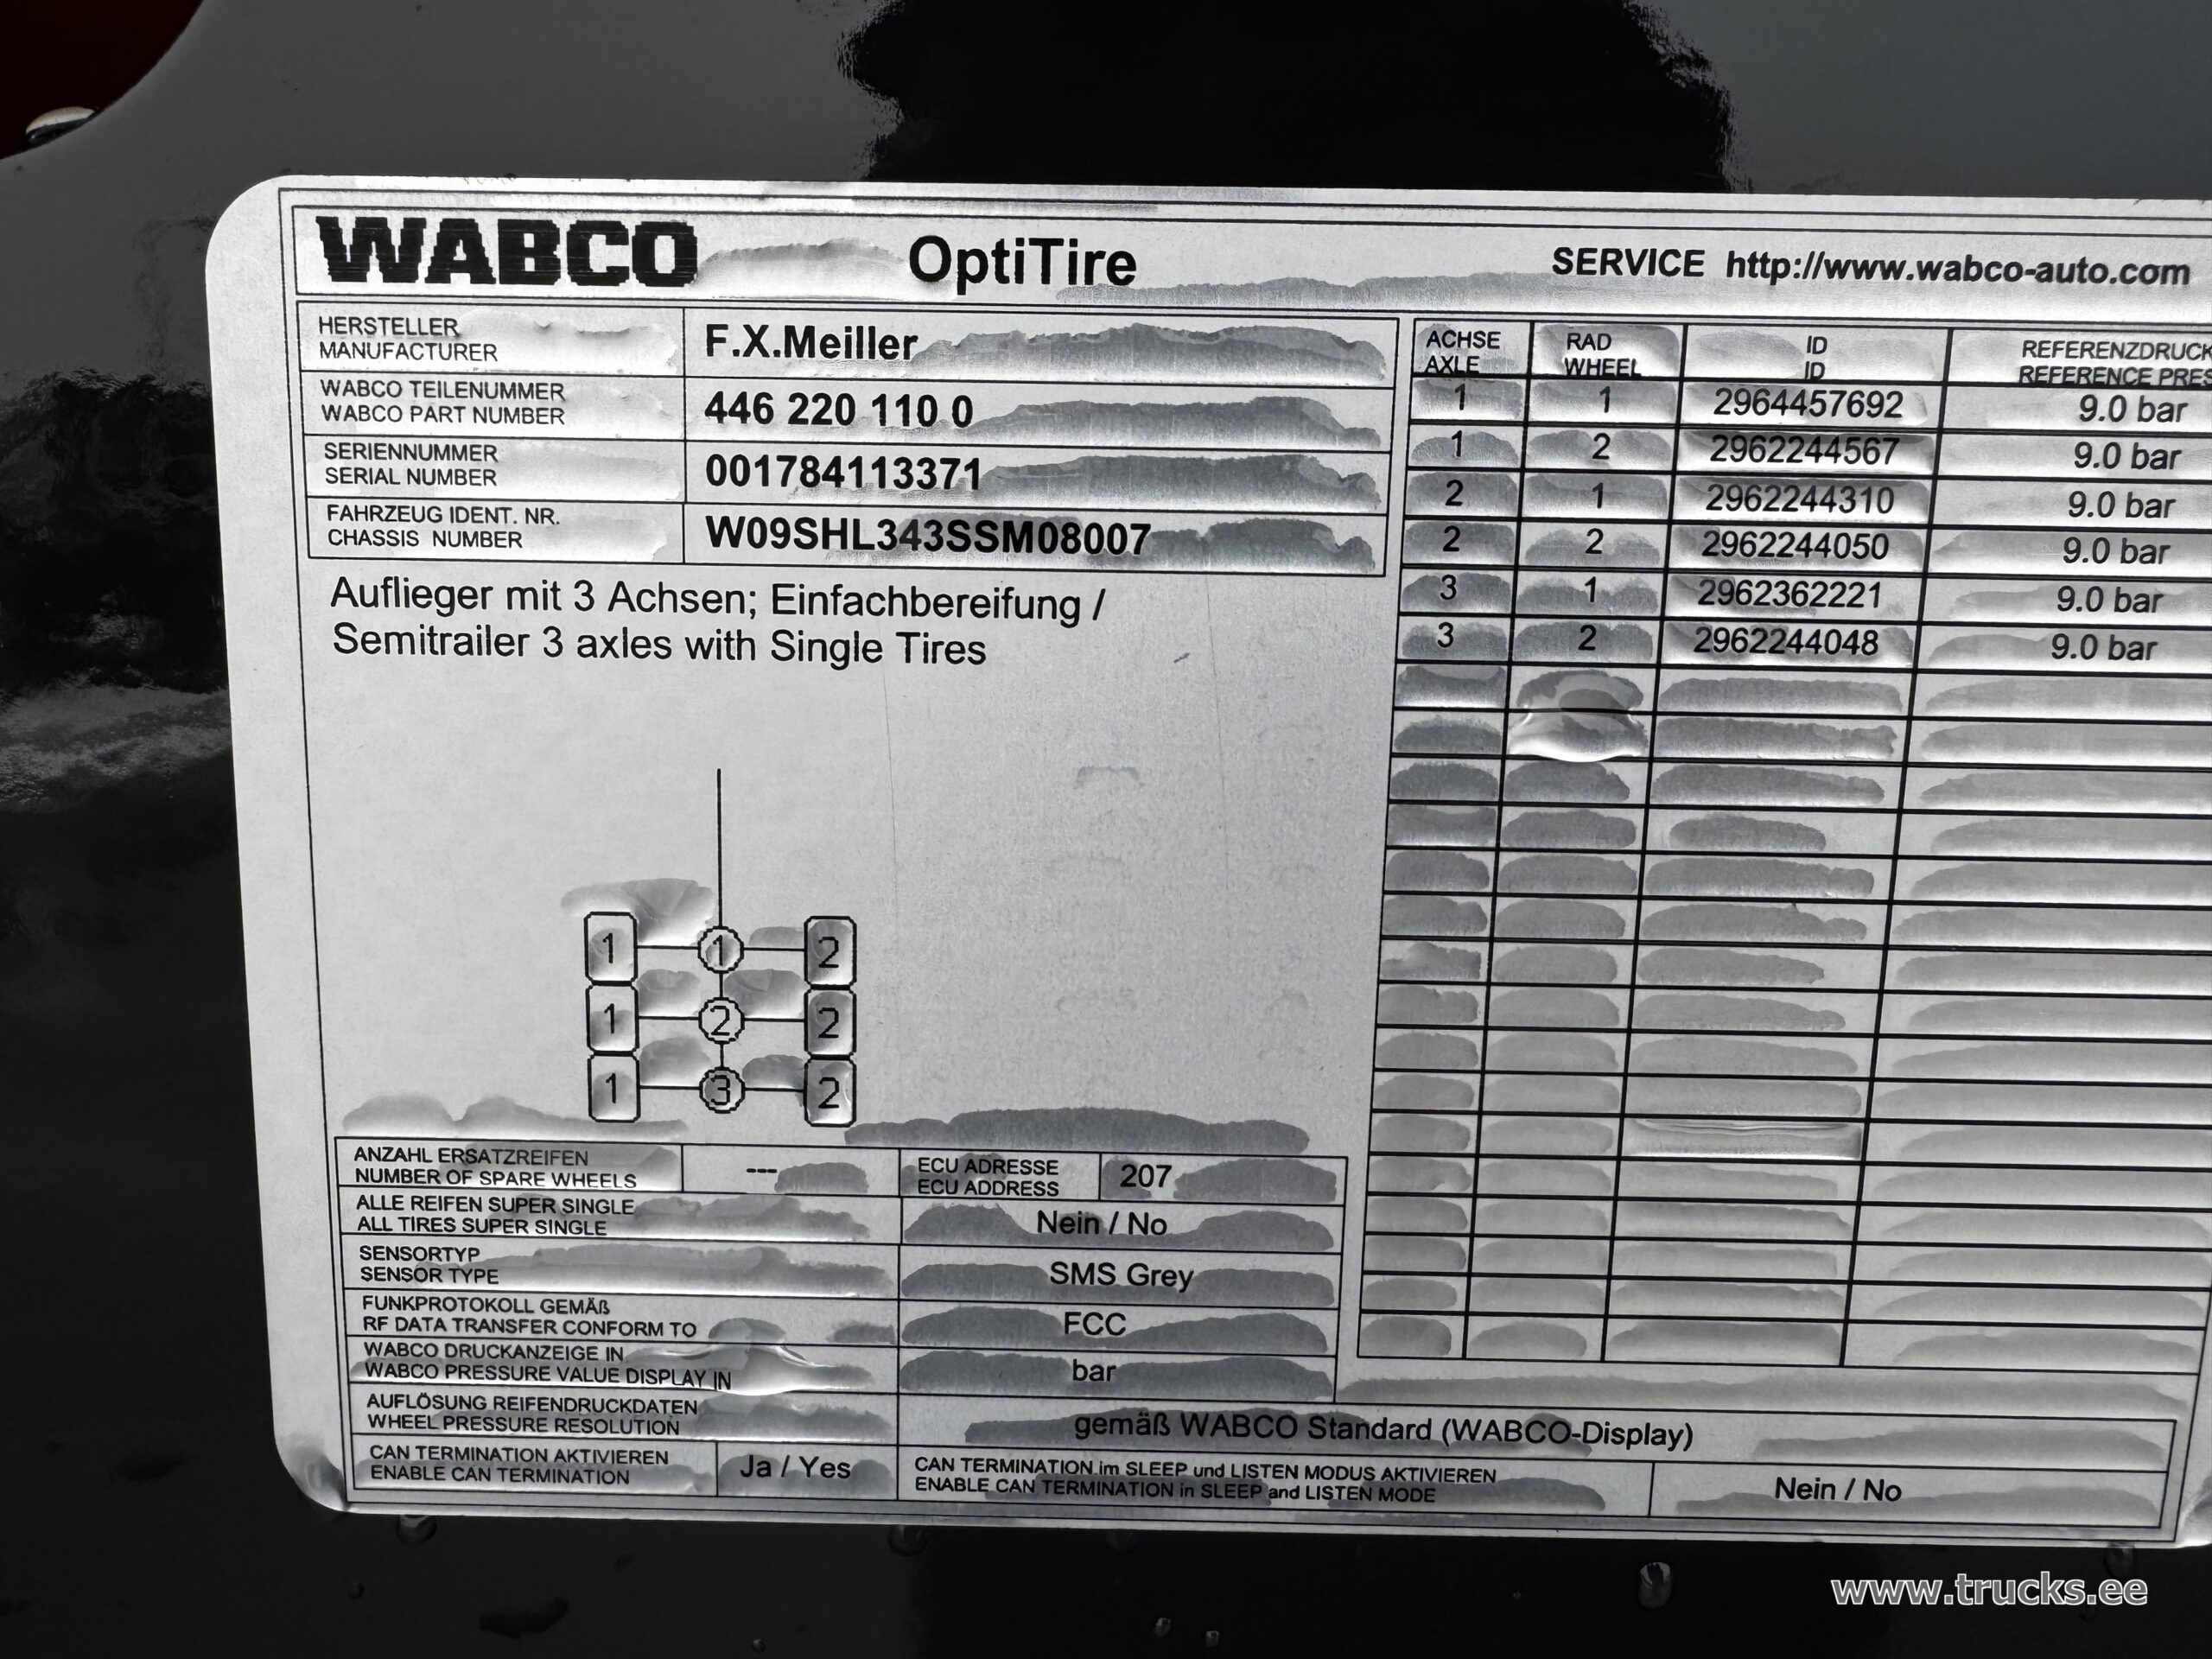 WABCO OptiTire SERVICE http://www.wabco-auto.com
HERSTELLER
MANUFACTURER
F.X.Meiller
WABCO TEILENUMMER
WABCO PART NUMBER
446 220 110 0
SERIENNUMMER
SERIAL NUMBER
001784113371
FAHRZEUG IDENT. NR.
CHASSIS NUMBER
W09SHL343SSM08007
Auflieger mit 3 Achsen; Einfachbereifung /
Semitrailer 3 axles with Single Tires
1 1 2
1 2 2
1 3 2
ACHSE RAD ID REFERENZDRUCK
AXLE WHEEL ID REFERENCE PRES
1 1 2964457692 9.0 bar
1 2 2962244567 9.0 bar
2 1 2962244310 9.0 bar
2 2 2962244050 9.0 bar
3 1 2962362221 9.0 bar
3 2 2962244048 9.0 bar
ANZAHL ERSATZREIFEN
NUMBER OF SPARE WHEELS
---
ECU ADRESSE
ECU ADDRESS
207
ALLE REIFEN SUPER SINGLE
ALL TIRES SUPER SINGLE
Nein / No
SENSORTYP
SENSOR TYPE
SMS Grey
FUNKPROTOKOLL GEMÄß
RF DATA TRANSFER CONFORM TO
FCC
WABCO DRUCKANZEIGE IN
WABCO PRESSURE VALUE DISPLAY IN
bar
AUFLÖSUNG REIFENDRUCKDATEN
WHEEL PRESSURE RESOLUTION
gemäß WABCO Standard (WABCO-Display)
CAN TERMINATION AKTIVIEREN
ENABLE CAN TERMINATION
Ja / Yes
CAN TERMINATION im SLEEP und LISTEN MODUS AKTIVIEREN
ENABLE CAN TERMINATION in SLEEP and LISTEN MODE
Nein / No
www.trucks.ee